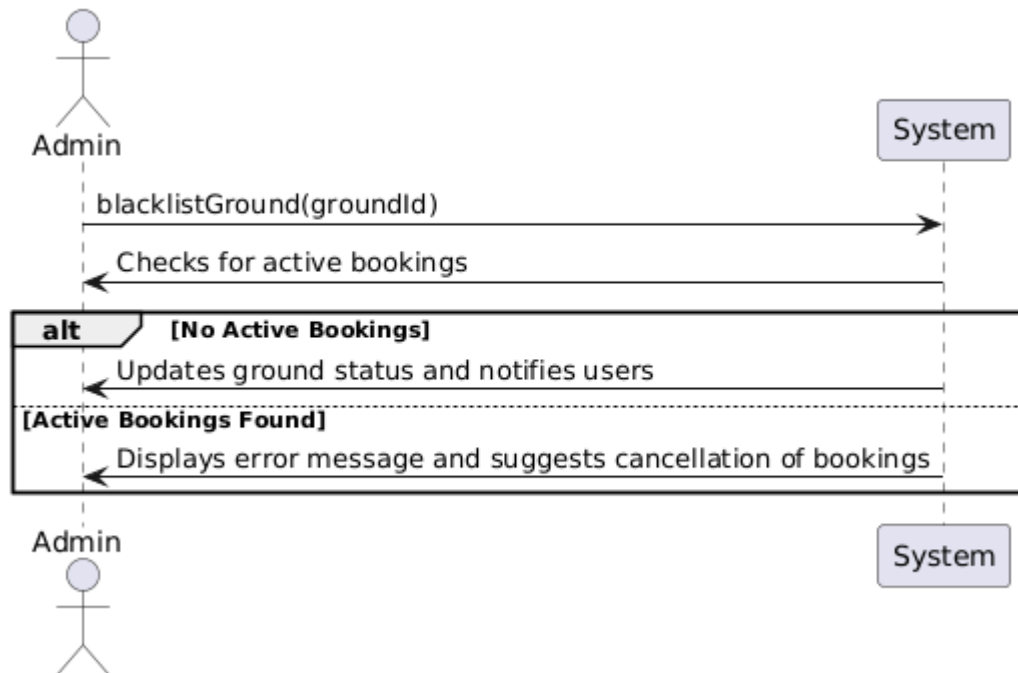 Admin
System
blacklistGround(groundId)
Checks for active bookings
alt [No Active Bookings]
Updates ground status and notifies users
[Active Bookings Found]
Displays error message and suggests cancellation of bookings
Admin
System